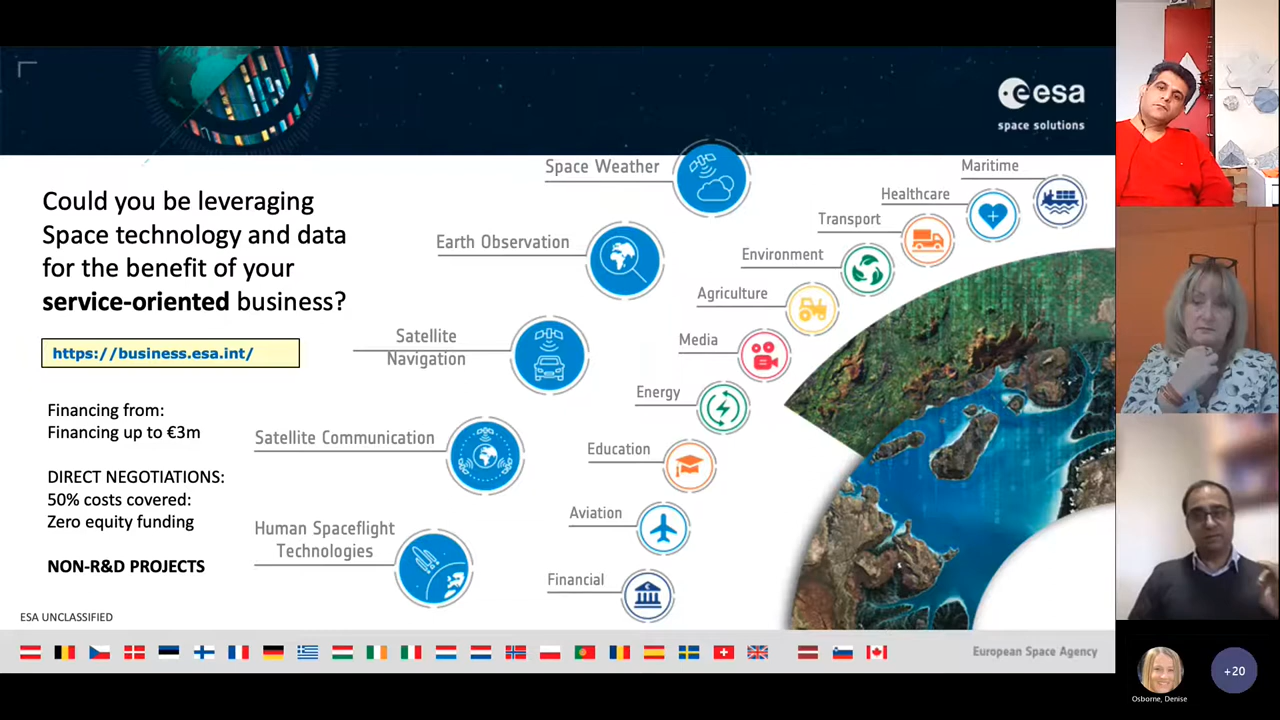 esa
space solutions
Could you be leveraging
Space technology and data
for the benefit of your
service-oriented business?
https://business.esa.int/
Financing from:
Financing up to €3m
DIRECT NEGOTIATIONS:
50% costs covered:
Zero equity funding
NON-R&D PROJECTS
Space Weather
Earth Observation
Satellite
Navigation
Satellite Communication
Human Spaceflight
Technologies
Maritime
Healthcare
Transport
Environment
Agriculture
Media
Energy
Education
Aviation
Financial
ESA UNCLASSIFIED
European Space Agency
Osborne, Denise
+20